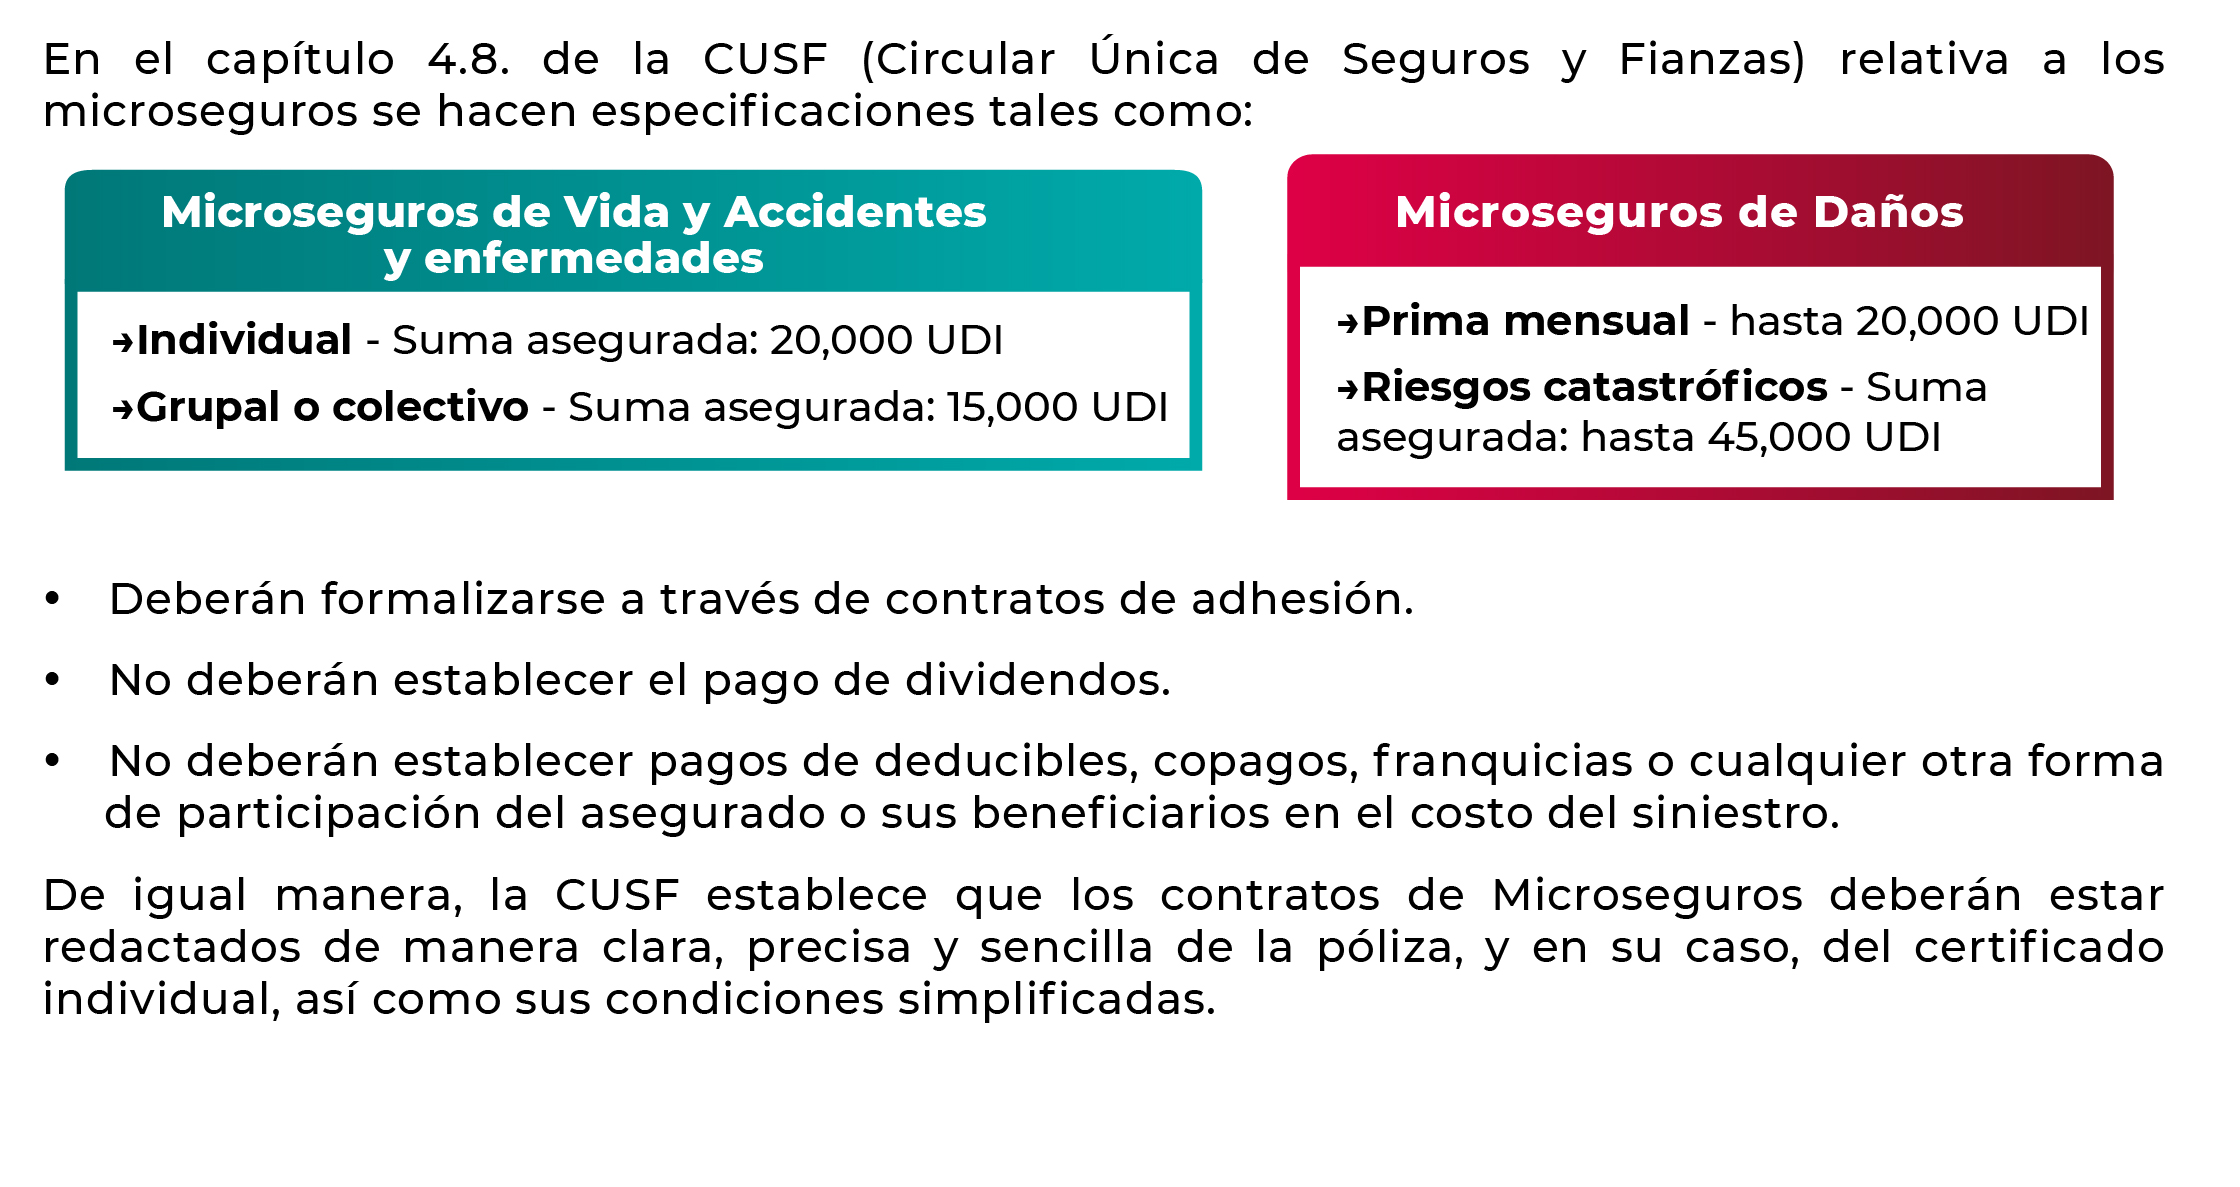 En el capítulo 4.8. de la CUSF (Circular Única de Seguros y Fianzas) relativa a los
microseguros se hacen especificaciones tales como:
Microseguros de Vida y Accidentes
y enfermedades
→Individual - Suma asegurada: 20,000 UDI
→Grupal o colectivo - Suma asegurada: 15,000 UDI
Microseguros de Daños
→Prima mensual - hasta 20,000 UDI
→Riesgos catastróficos - Suma
asegurada: hasta 45,000 UDI
• Deberán formalizarse a través de contratos de adhesión.
• No deberán establecer el pago de dividendos.
• No deberán establecer pagos de deducibles, copagos, franquicias o cualquier otra forma
de participación del asegurado o sus beneficiarios en el costo del siniestro.
De igual manera, la CUSF establece que los contratos de Microseguros deberán estar
redactados de manera clara, precisa y sencilla de la póliza, y en su caso, del certificado
individual, así como sus condiciones simplificadas.